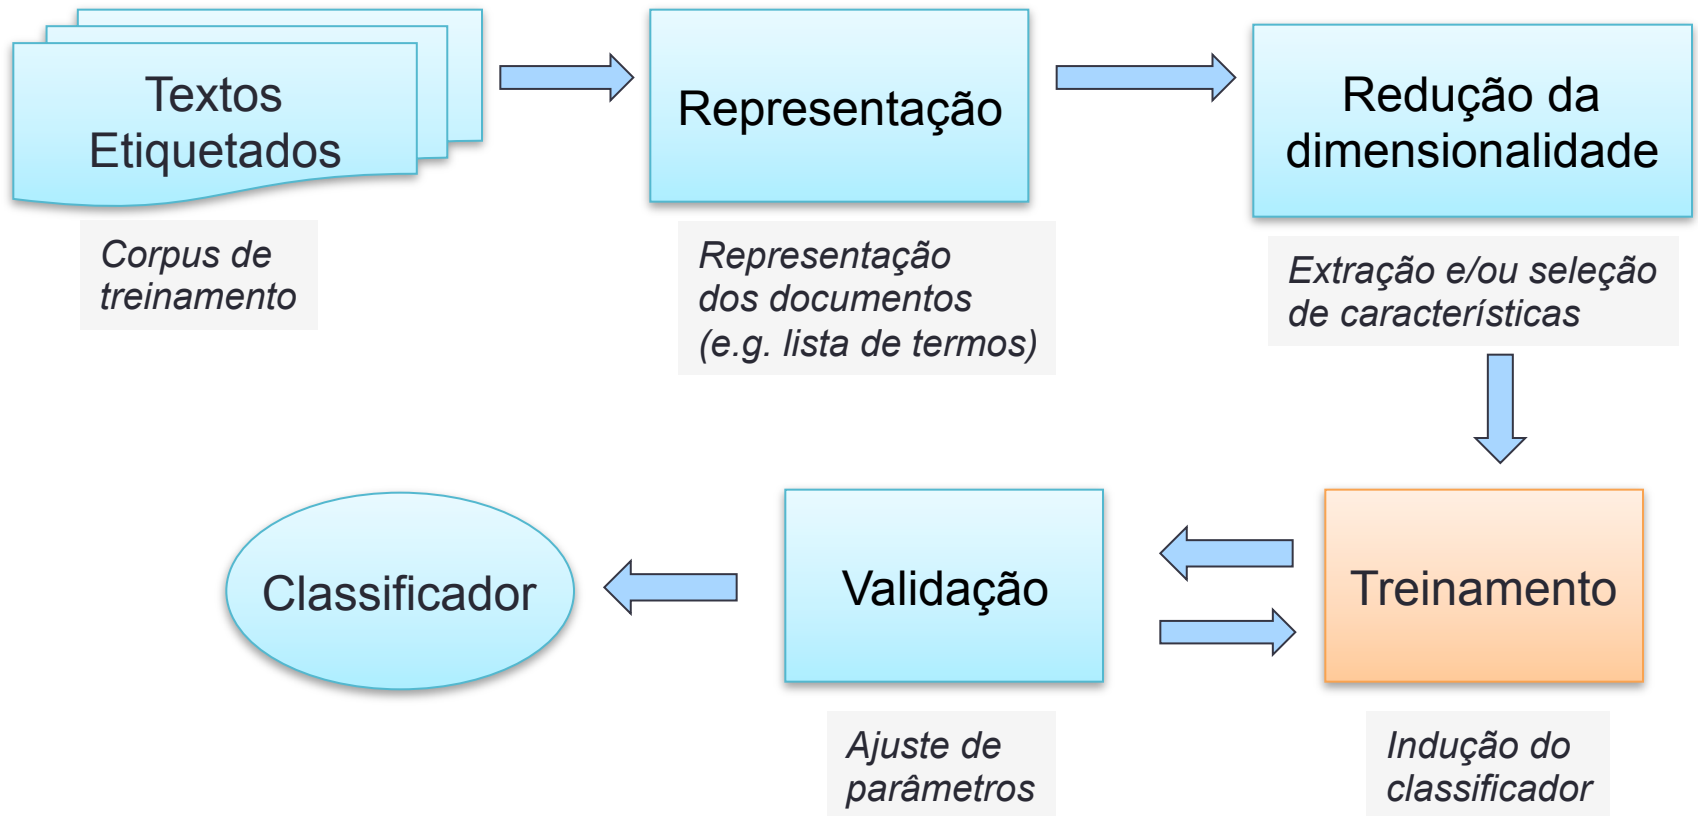 Textos
Etiquetados
Corpus de
treinamento
Representação
Representação
dos documentos
(e.g. lista de termos)
Redução da
dimensionalidade
Extração e/ou seleção
de características
Treinamento
Indução do
classificador
Validação
Ajuste de
parâmetros
Classificador